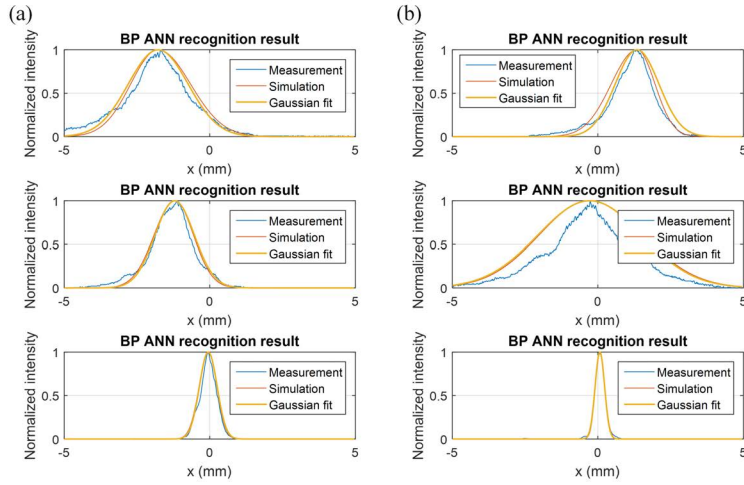 (a)
BP ANN recognition result
Normalized intensity
1
0.5
0
Measurement
Simulation
Gaussian fit
-5
0
5
x (mm)
BP ANN recognition result
Normalized intensity
1
0.5
0
Measurement
Simulation
Gaussian fit
-5
0
5
x (mm)
BP ANN recognition result
Normalized intensity
1
0.5
0
Measurement
Simulation
Gaussian fit
-5
0
5
x (mm)
(b)
BP ANN recognition result
Normalized intensity
1
0.5
0
Measurement
Simulation
Gaussian fit
-5
0
5
x (mm)
BP ANN recognition result
Normalized intensity
1
0.5
0
Measurement
Simulation
Gaussian fit
-5
0
5
x (mm)
BP ANN recognition result
Normalized intensity
1
0.5
0
Measurement
Simulation
Gaussian fit
-5
0
5
x (mm)